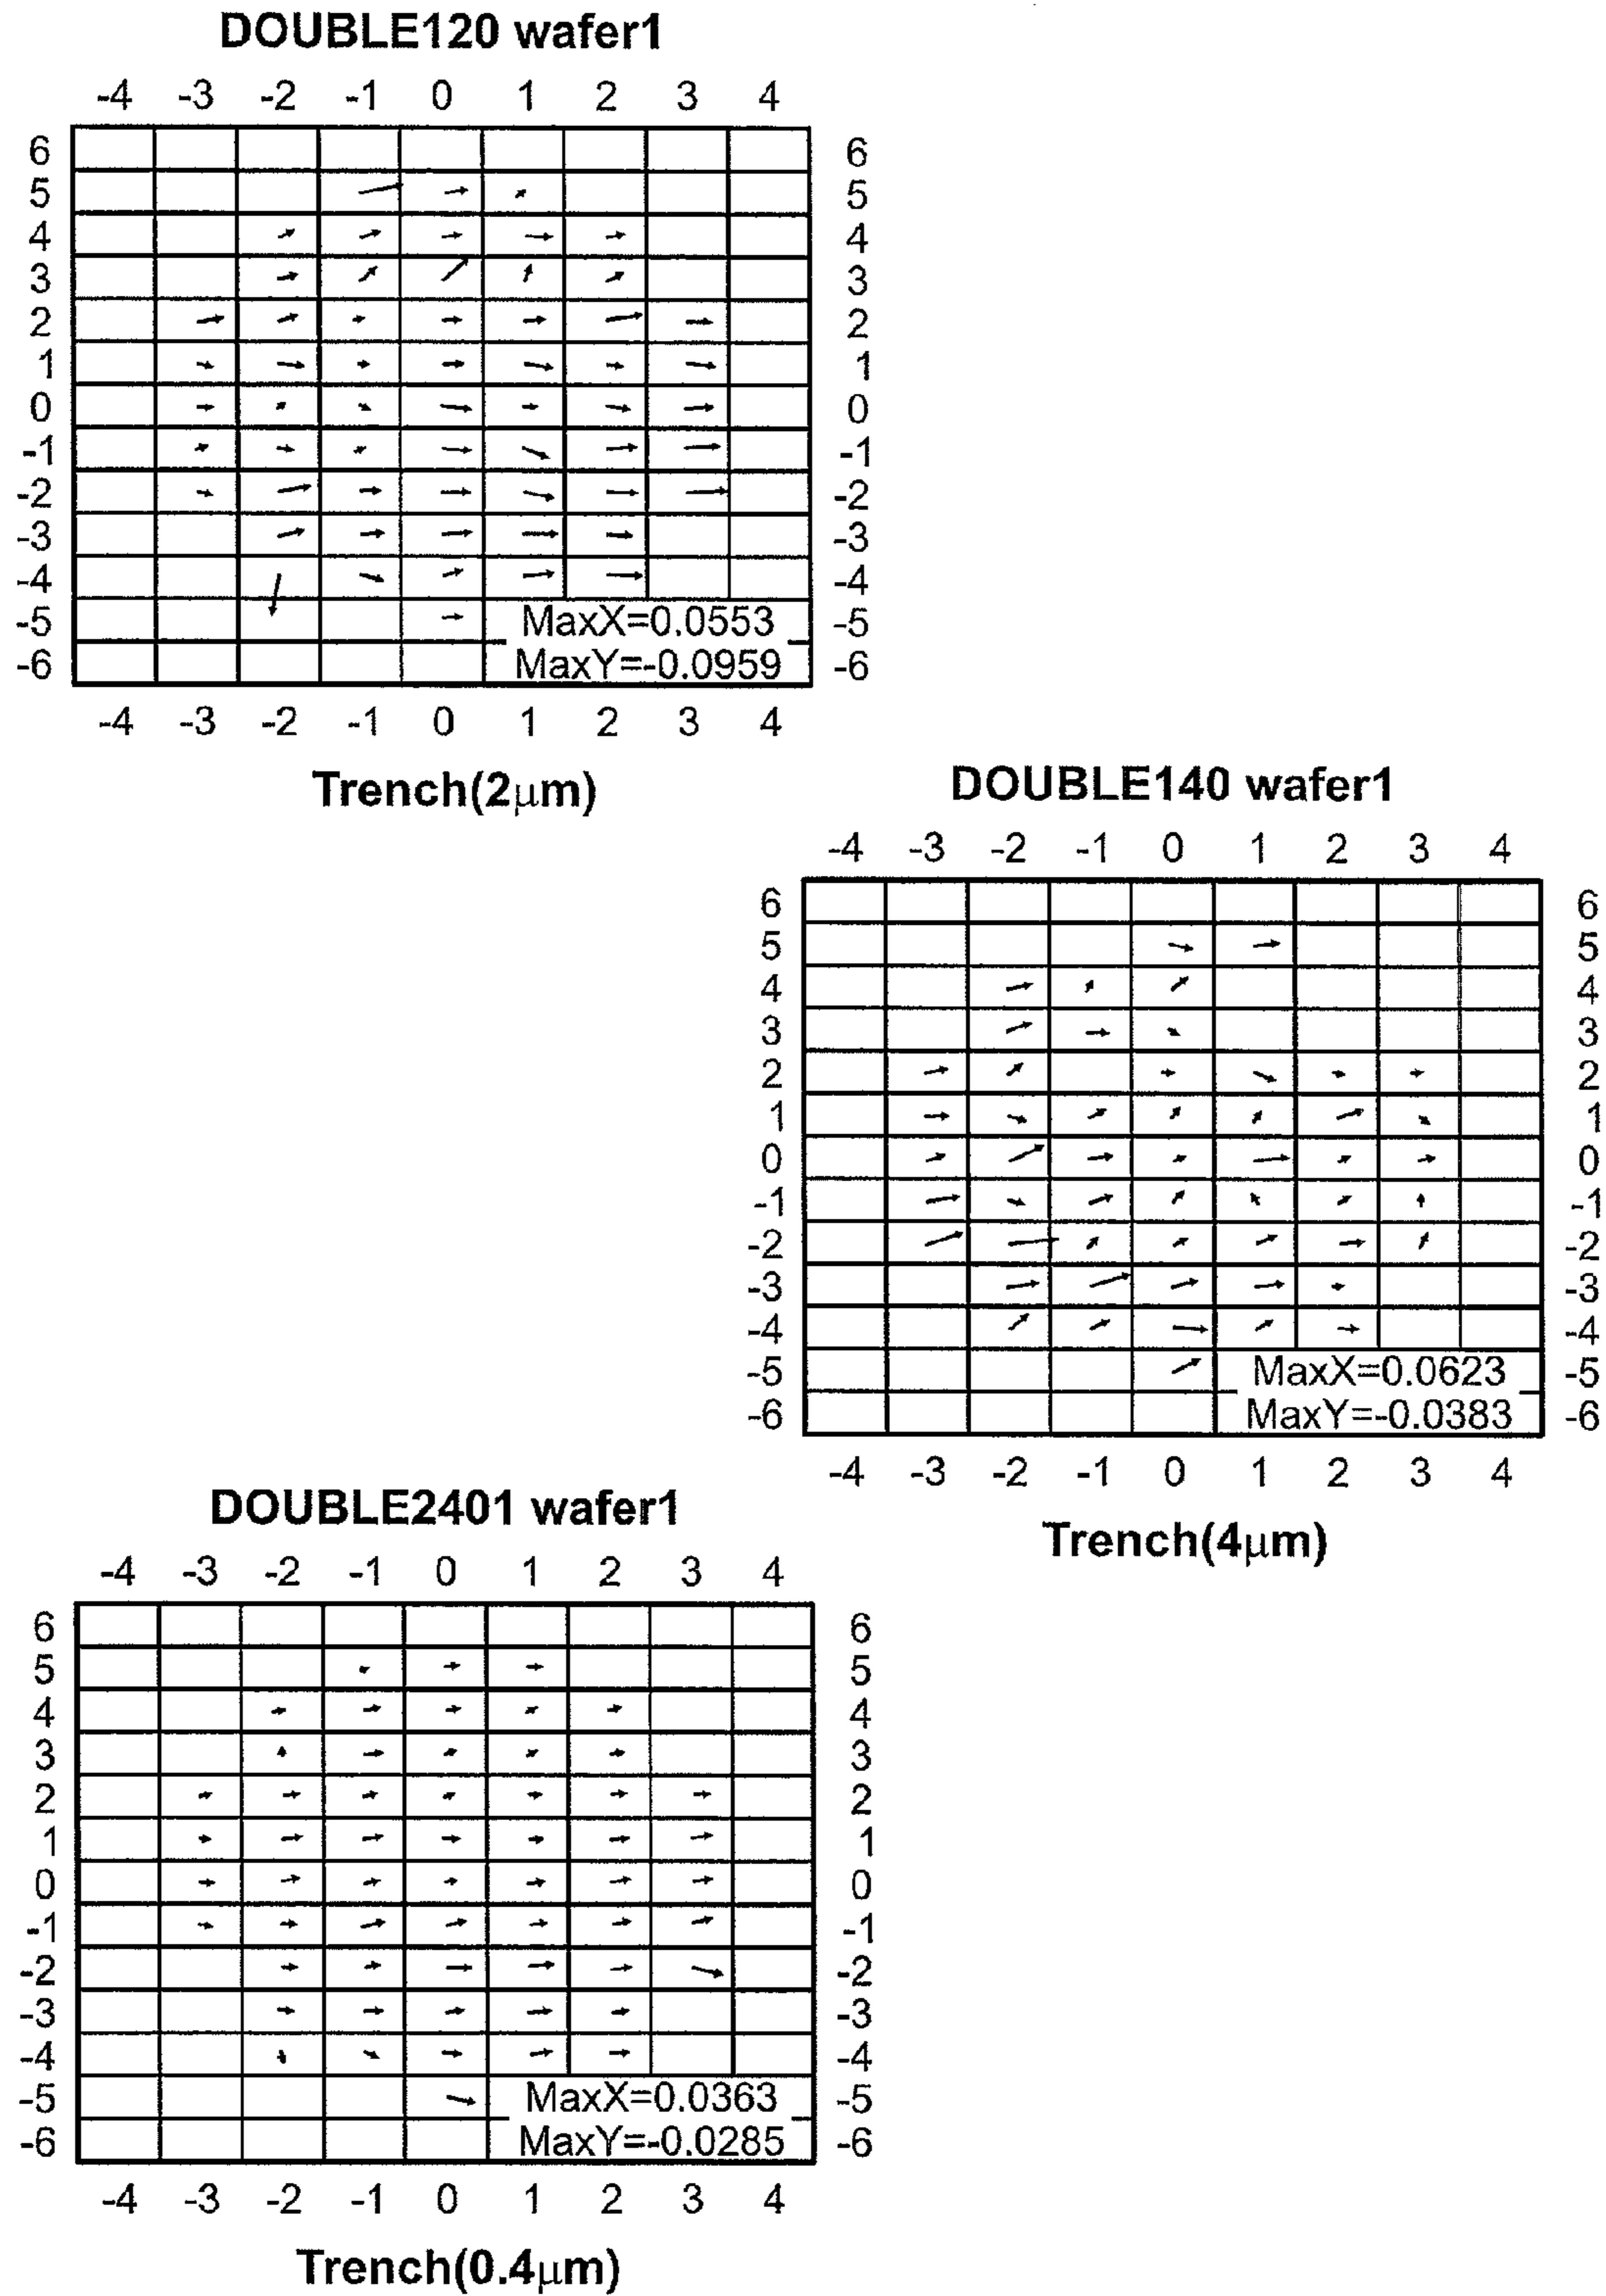 DOUBLE120 wafer1
-4 -3 -2 -1 0 1 2 3 4
6 6
5 5
4 4
3 3
2 2
1 1
0 0
-1 -1
-2 -2
-3 -3
-4 -4
-5 MaxX=0.0553 -5
-6 MaxY=-0.0959 -6
-4 -3 -2 -1 0 1 2 3 4
Trench(2μm)
DOUBLE140 wafer1
-4 -3 -2 -1 0 1 2 3 4
6 6
5 5
4 4
3 3
2 2
1 1
0 0
-1 -1
-2 -2
-3 -3
-4 -4
-5 MaxX=0.0623 -5
-6 MaxY=-0.0383 -6
-4 -3 -2 -1 0 1 2 3 4
Trench(4μm)
DOUBLE2401 wafer1
-4 -3 -2 -1 0 1 2 3 4
6 6
5 5
4 4
3 3
2 2
1 1
0 0
-1 -1
-2 -2
-3 -3
-4 -4
-5 MaxX=0.0363 -5
-6 MaxY=-0.0285 -6
-4 -3 -2 -1 0 1 2 3 4
Trench(0.4μm)